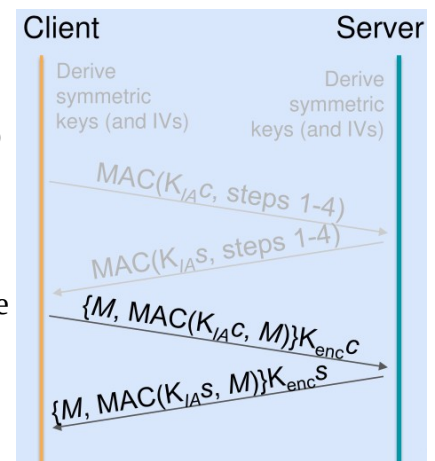 Client Server
Derive
symmetric
keys (and IVs)
Derive
symmetric
keys (and IVs)
MAC(K_IAc, steps 1-4)
MAC(K_IAs, steps 1-4)
{M, MAC(K_IAc, M)}K_encc
{M, MAC(K_IAs, M)}K_encs
e